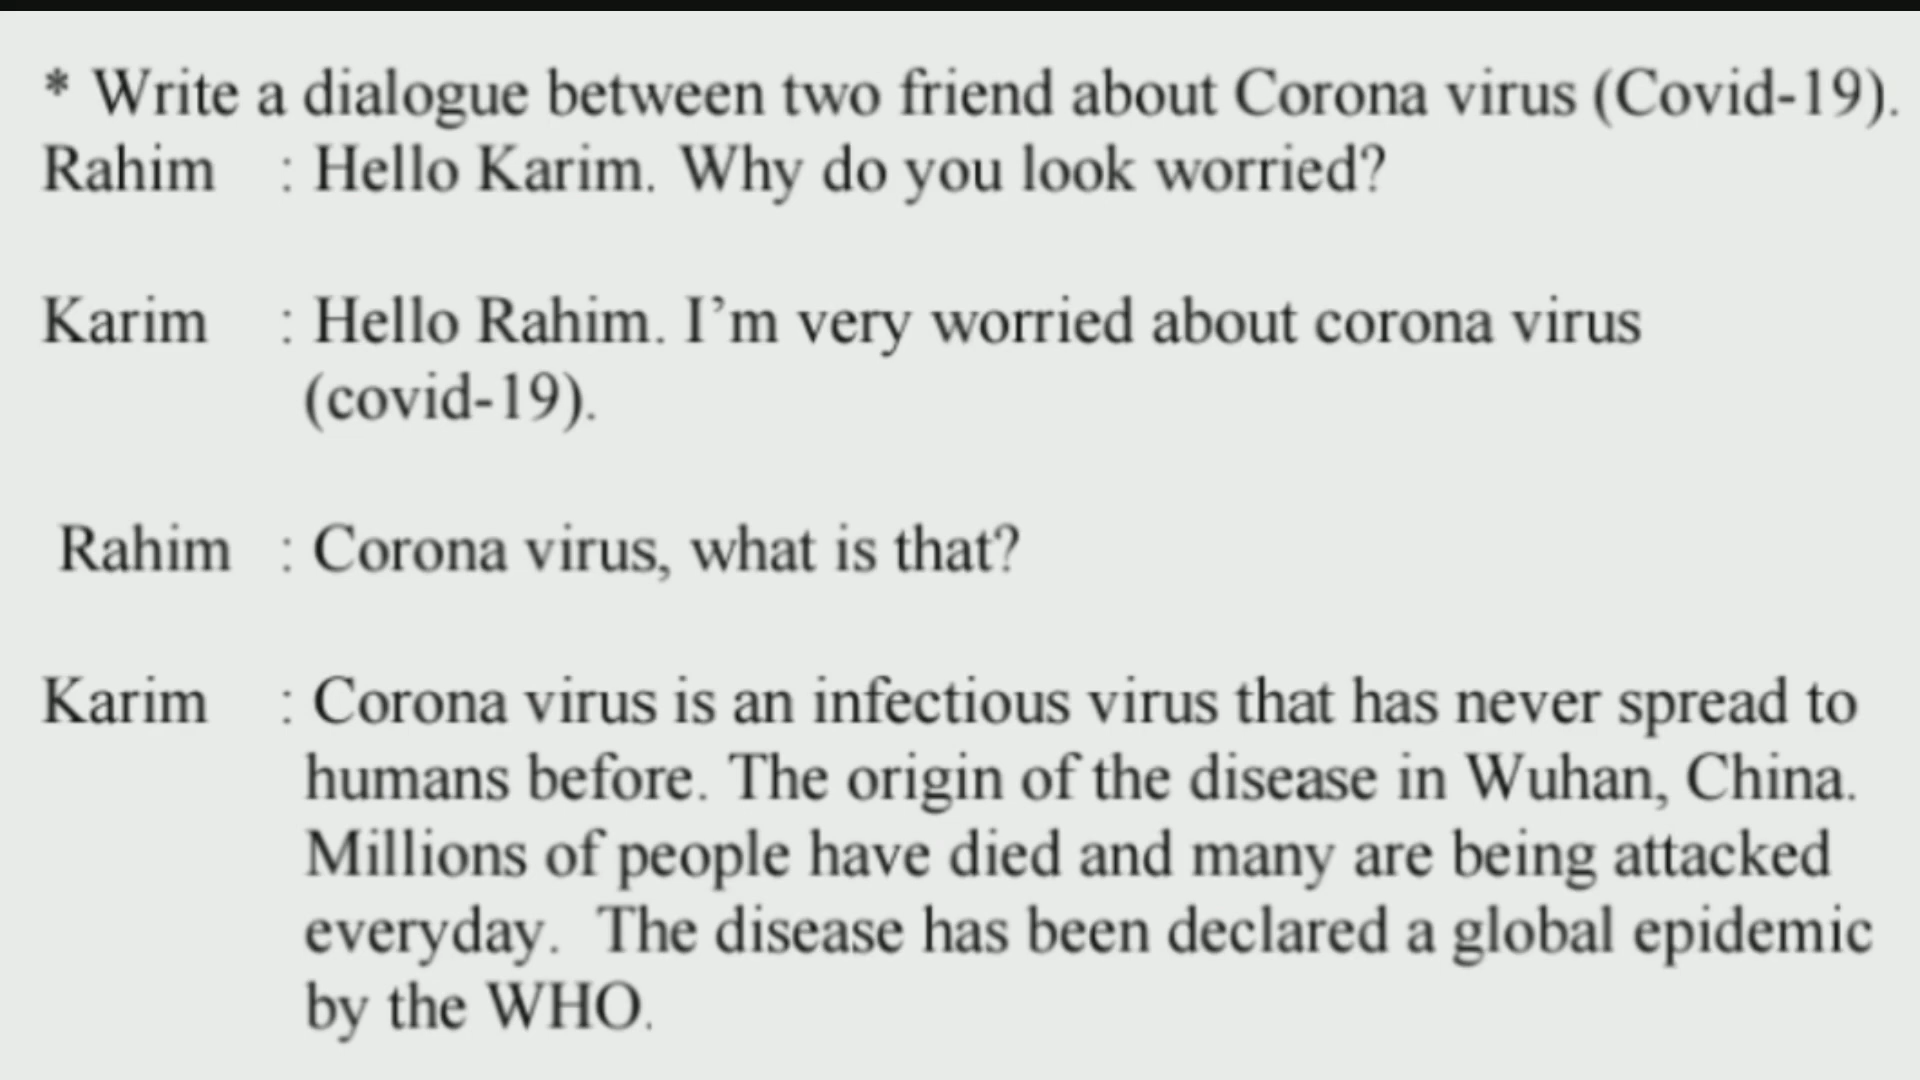 * Write a dialogue between two friend about Corona virus (Covid-19).
Rahim : Hello Karim. Why do you look worried?
Karim : Hello Rahim. I’m very worried about corona virus
(covid-19).
Rahim : Corona virus, what is that?
Karim : Corona virus is an infectious virus that has never spread to
humans before. The origin of the disease in Wuhan, China.
Millions of people have died and many are being attacked
everyday. The disease has been declared a global epidemic
by the WHO.